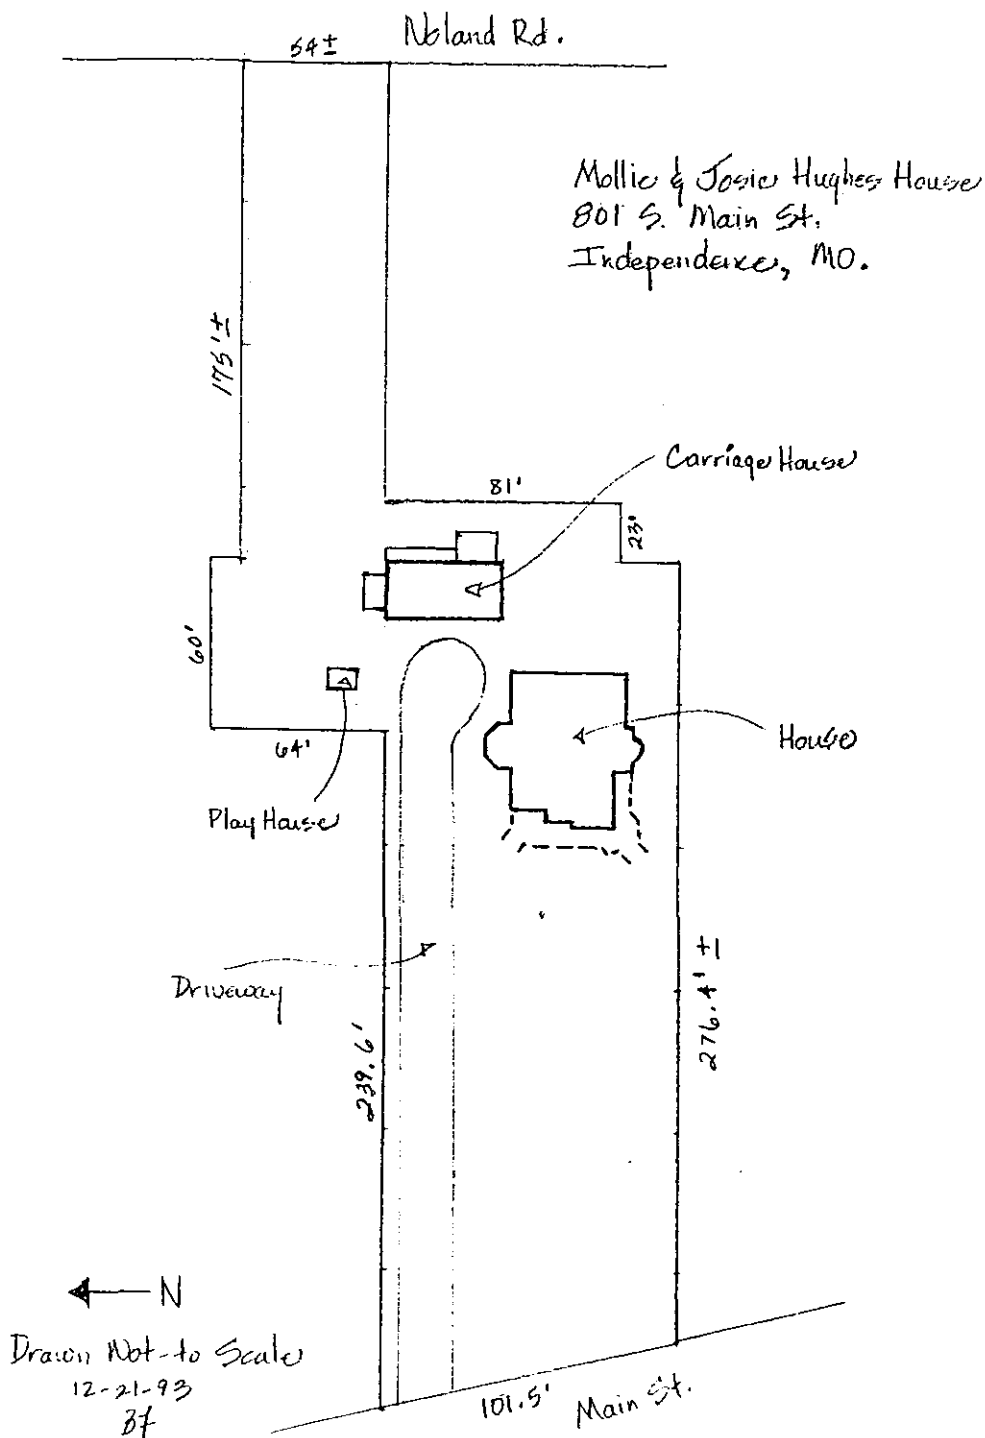 54±
Noland Rd.
Mollie & Josie Hughes House
801 S. Main St.
Independence, MO.
175'±
Carriage House
81'
23'
60'
64'
House
Play House
Driveway
239.6'
276.4' ±
N
Drawn Not-to Scale
12-21-93
BF
101.5'
Main St.